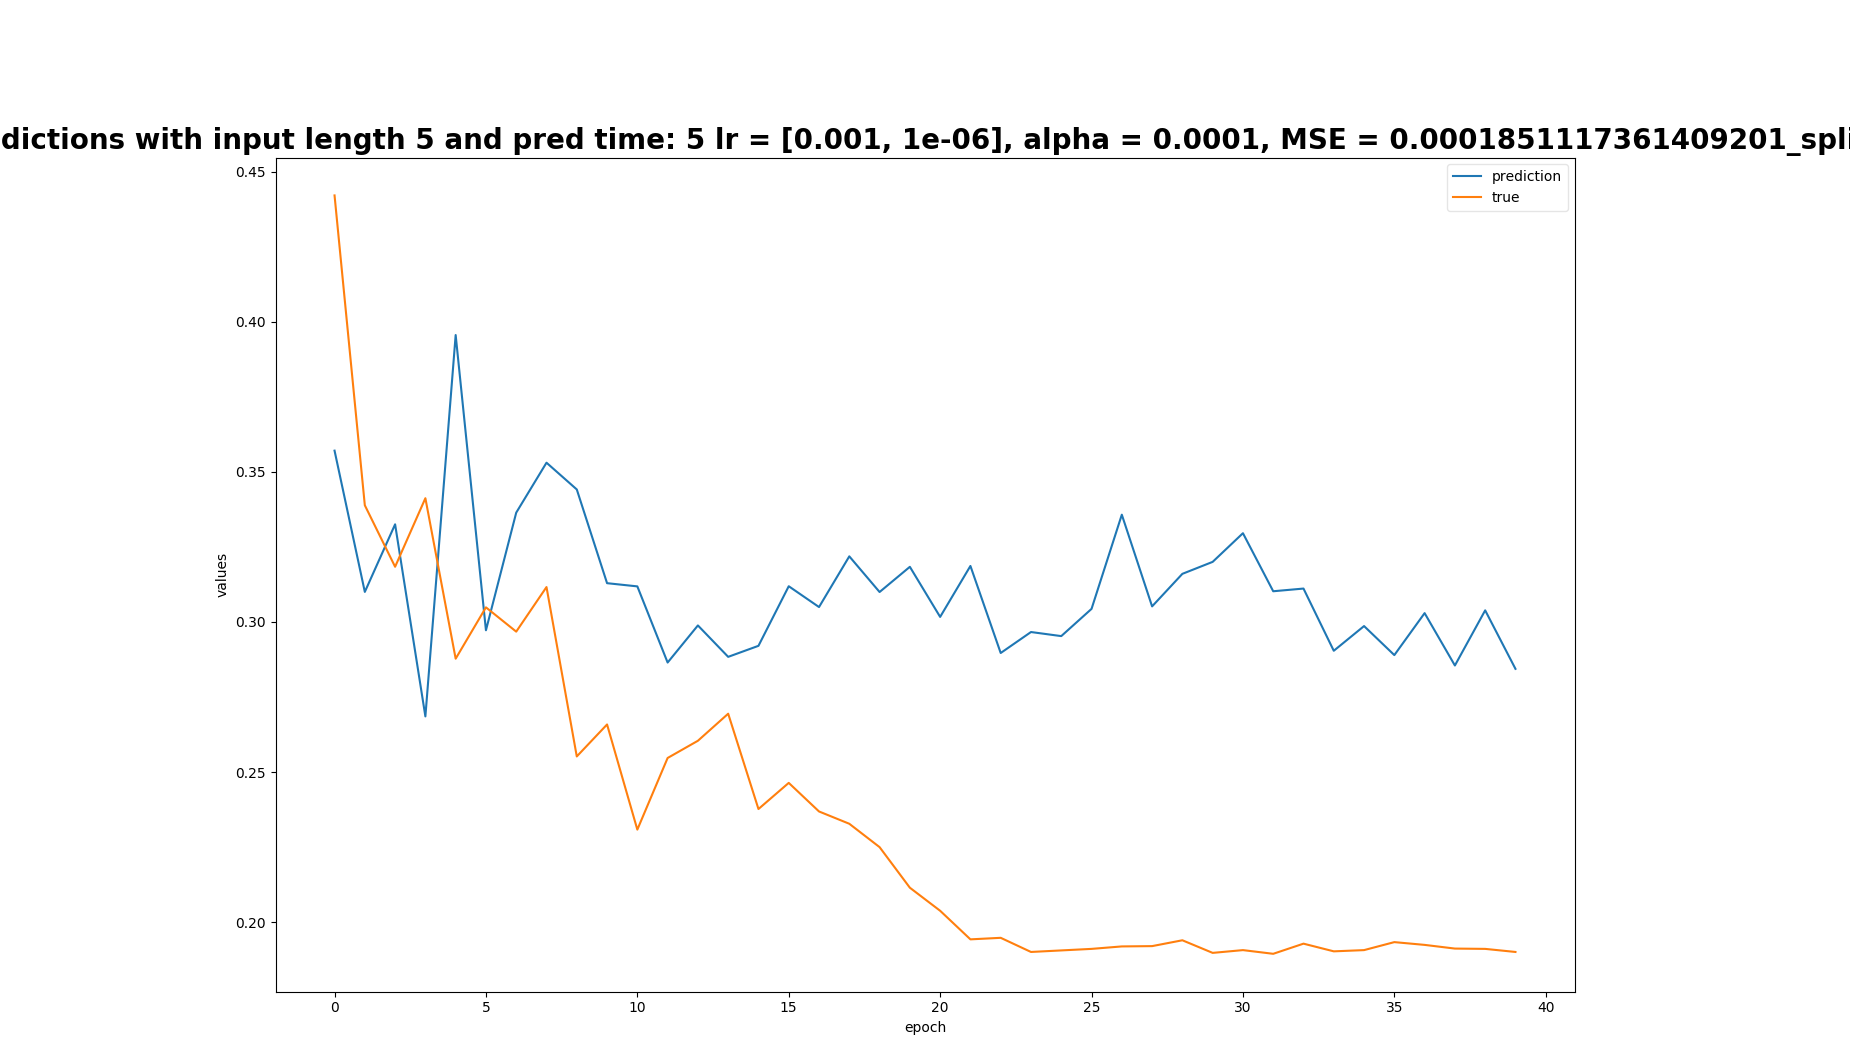 dictions with input length 5 and pred time: 5 lr = [0.001, 1e-06], alpha = 0.0001, MSE = 0.0001851117361409201_spli
prediction
true
0.45
0.40
0.35
0.30
0.25
0.20
values
0 5 10 15 20 25 30 35 40
epoch